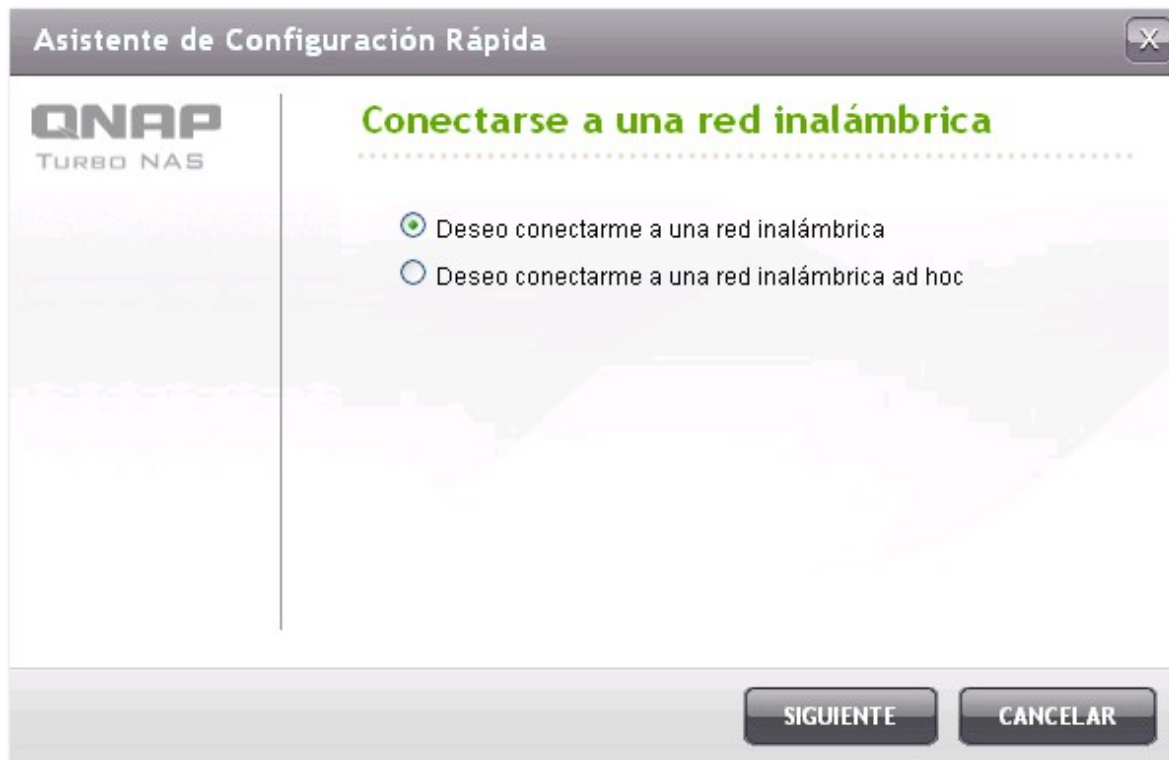 Asistente de Configuración Rápida
X
QNAP
TURBO NAS
Conectarse a una red inalámbrica
Deseo conectarme a una red inalámbrica
Deseo conectarme a una red inalámbrica ad hoc
SIGUIENTE
CANCELAR